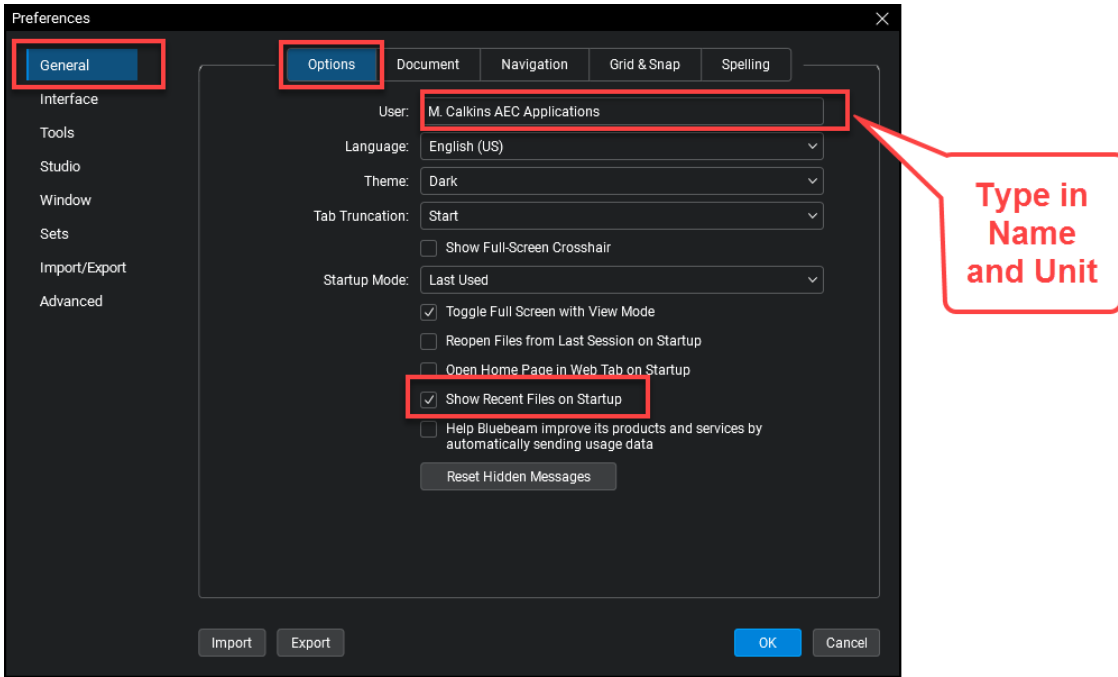 Preferences
General
Interface
Tools
Studio
Window
Sets
Import/Export
Advanced
Options Document Navigation Grid & Snap Spelling
User: M. Calkins AEC Applications
Language: English (US)
Theme: Dark
Tab Truncation: Start
Show Full-Screen Crosshair
Startup Mode: Last Used
Toggle Full Screen with View Mode
Reopen Files from Last Session on Startup
Open Home Page in Web Tab on Startup
Show Recent Files on Startup
Help Bluebeam improve its products and services by
automatically sending usage data
Reset Hidden Messages
Import Export OK Cancel
Type in
Name
and Unit